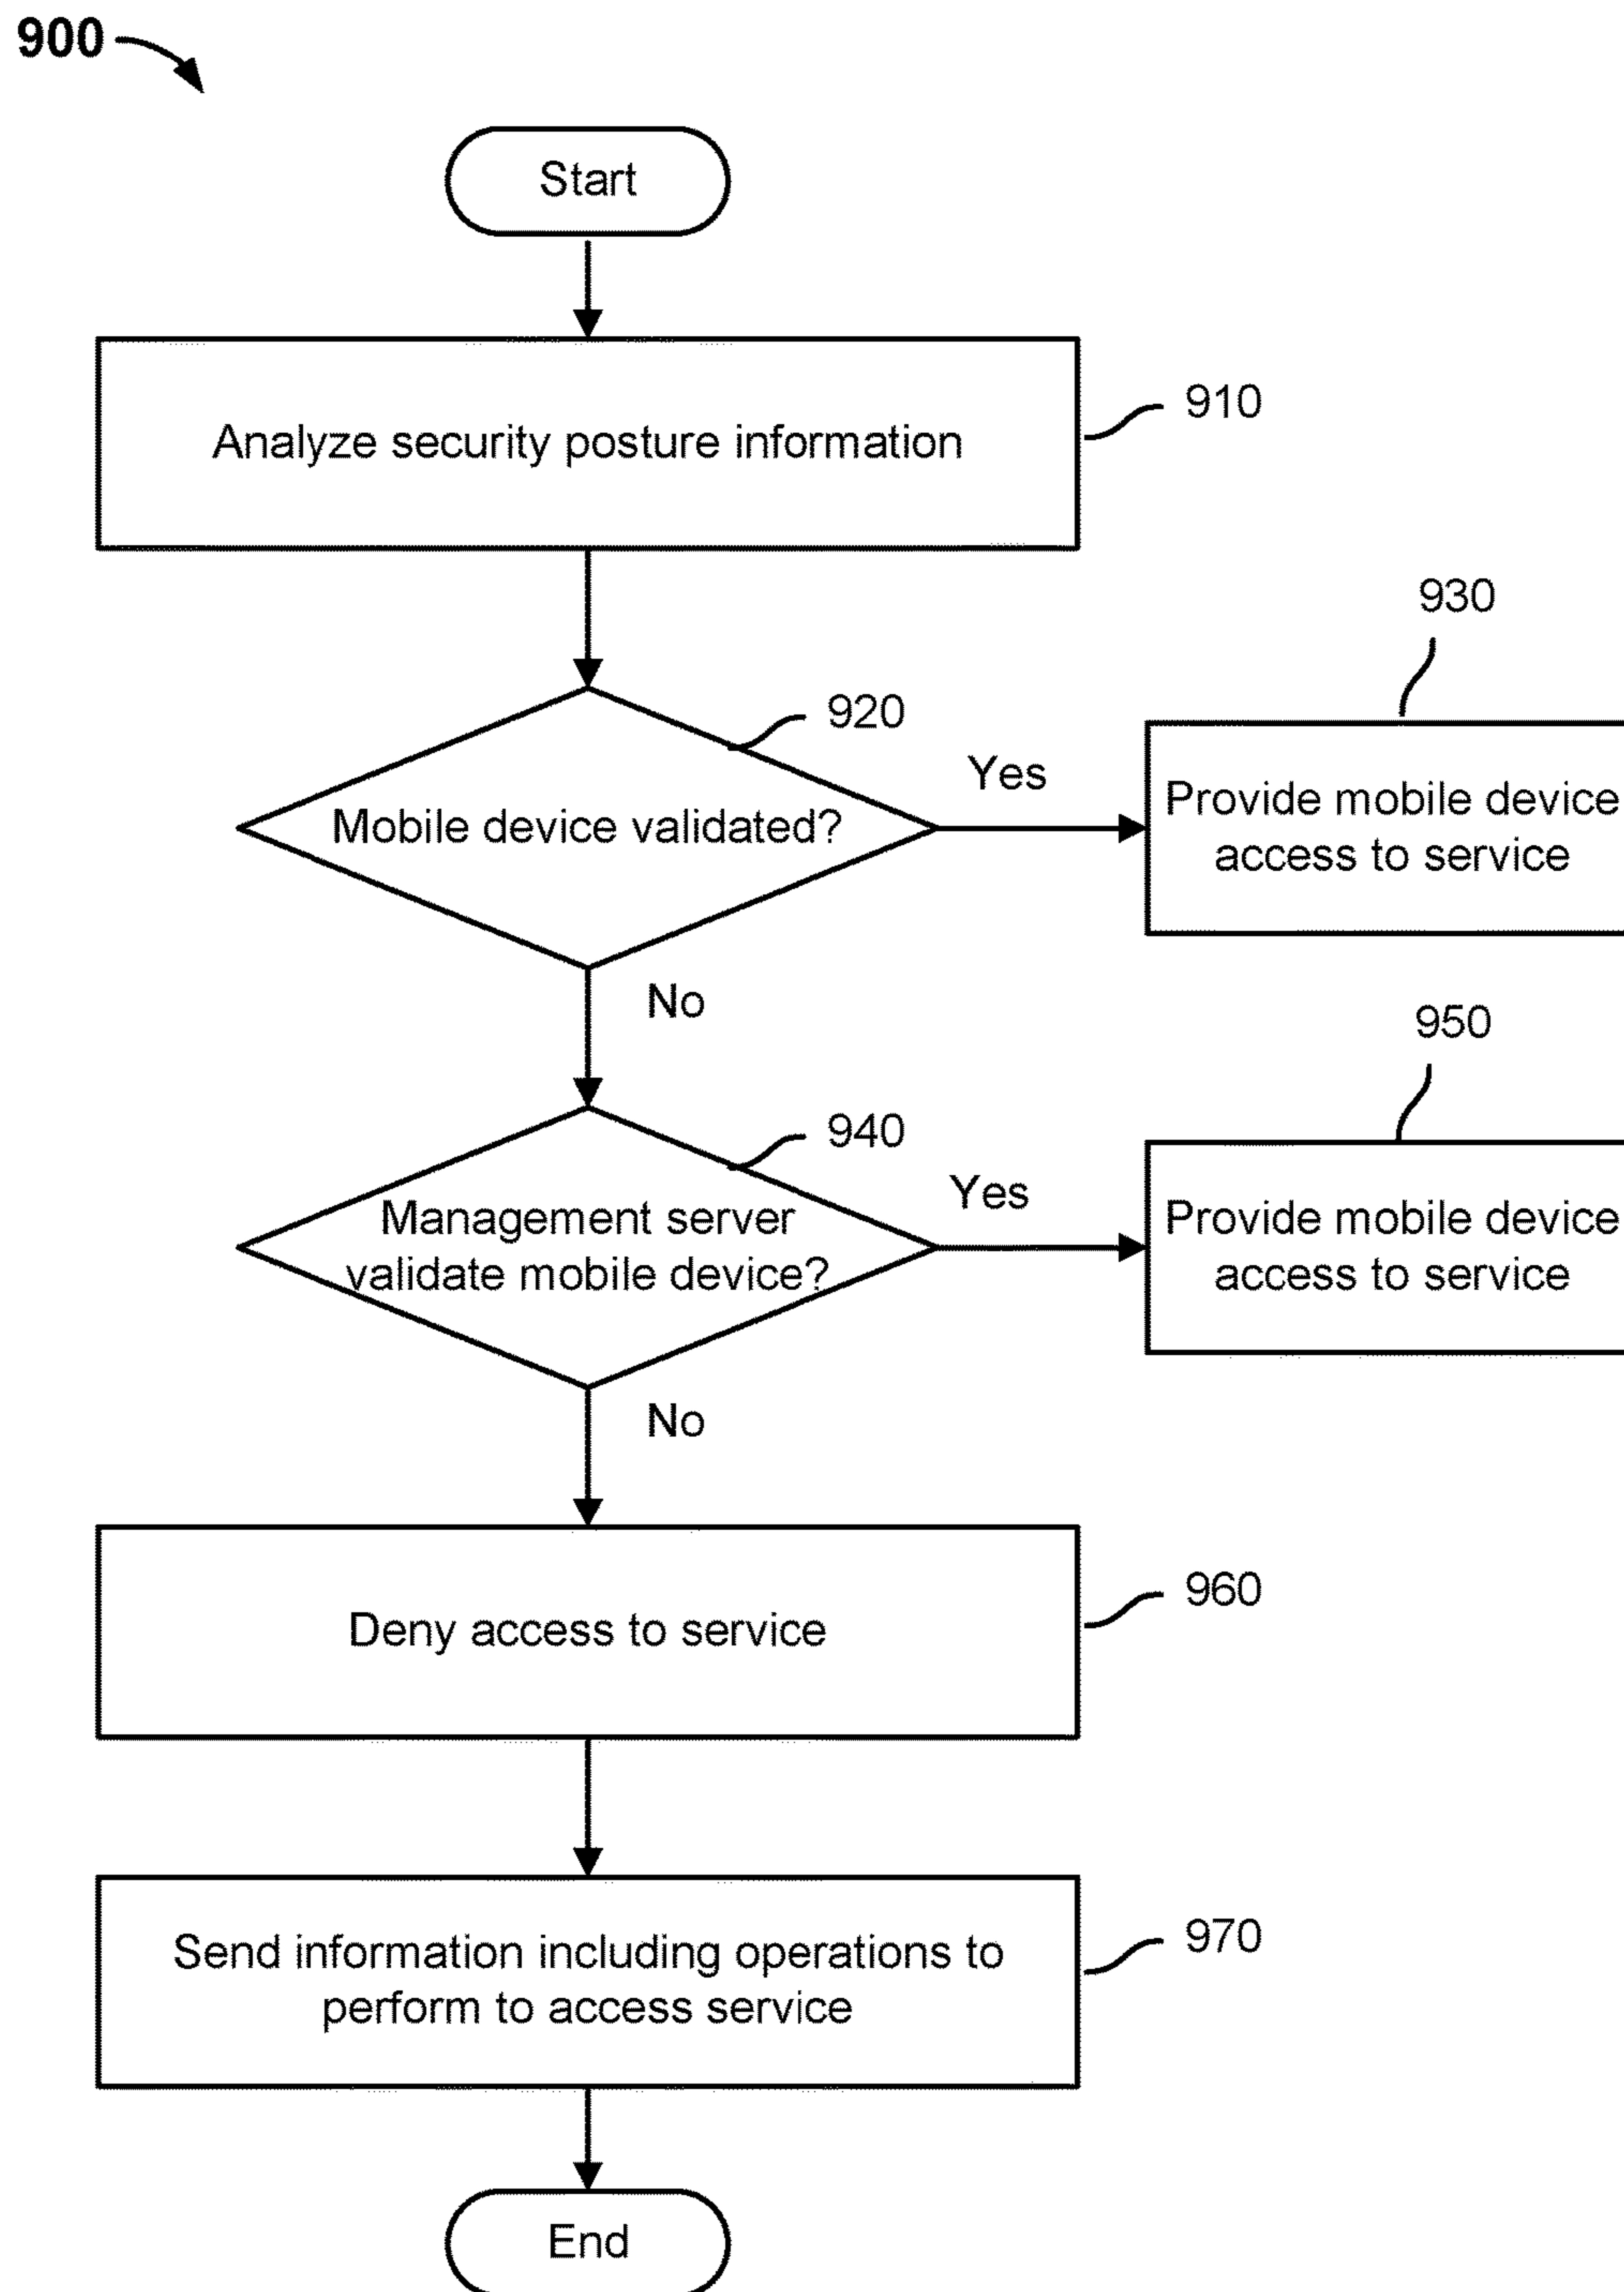 900
Start
Analyze security posture information
910
930
920
Mobile device validated?
Yes
Provide mobile device
access to service
No
950
940
Management server
validate mobile device?
Yes
Provide mobile device
access to service
No
Deny access to service
960
Send information including operations to
perform to access service
970
End